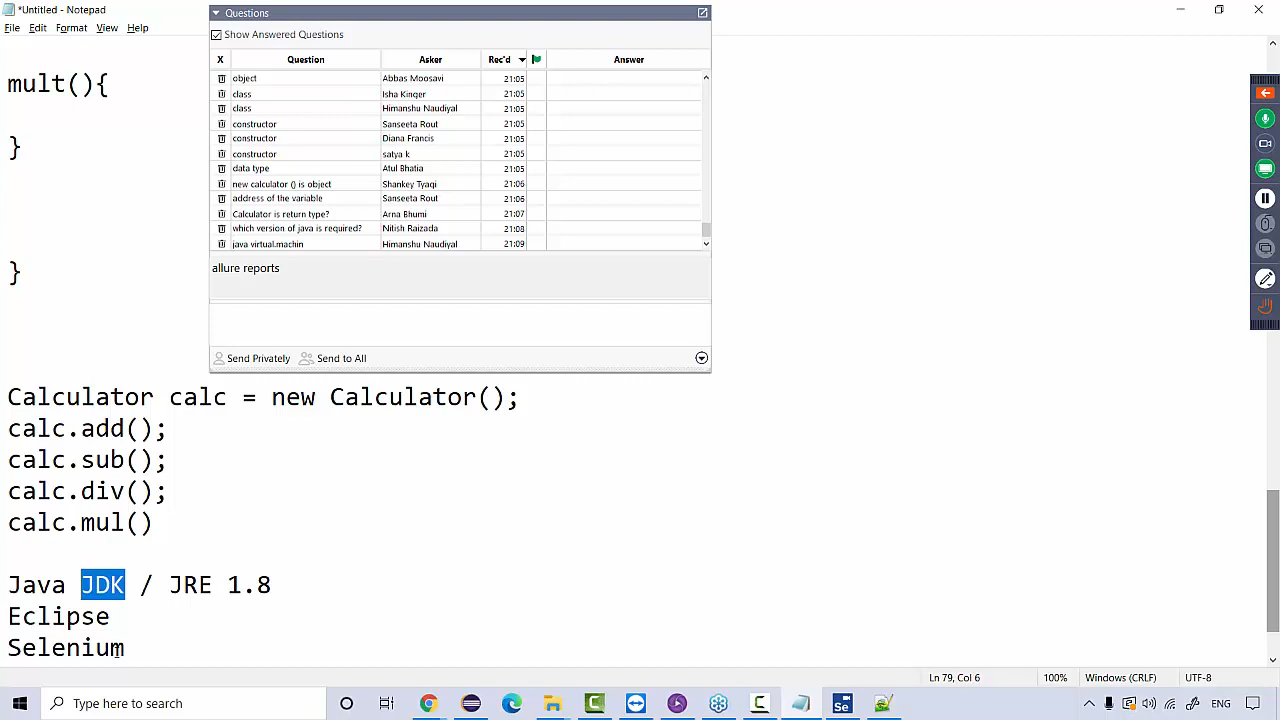 *Untitled - Notepad
File Edit Format View Help
Questions
Show Answered Questions
X Question Asker Rec'd Answer
object Abbas Moosavi 21:05
class Isha Kinger 21:05
class Himanshu Naudiyal 21:05
constructor Sanseeta Rout 21:05
constructor Diana Francis 21:05
constructor satya k 21:05
data type Atul Bhatia 21:05
new calculator () is object Shankey Tyagi 21:06
address of the variable Sanseeta Rout 21:06
Calculator is return type? Arna Bhumi 21:07
which version of java is required? Nitish Raizada 21:08
java virtual.machin Himanshu Naudiyal 21:09
allure reports
Send Privately Send to All
mult(){
}
}
Calculator calc = new Calculator();
calc.add();
calc.sub();
calc.div();
calc.mul()
Java JDK / JRE 1.8
Eclipse
Selenium
Ln 79, Col 6 100% Windows (CRLF) UTF-8
Type here to search
Se
ENG